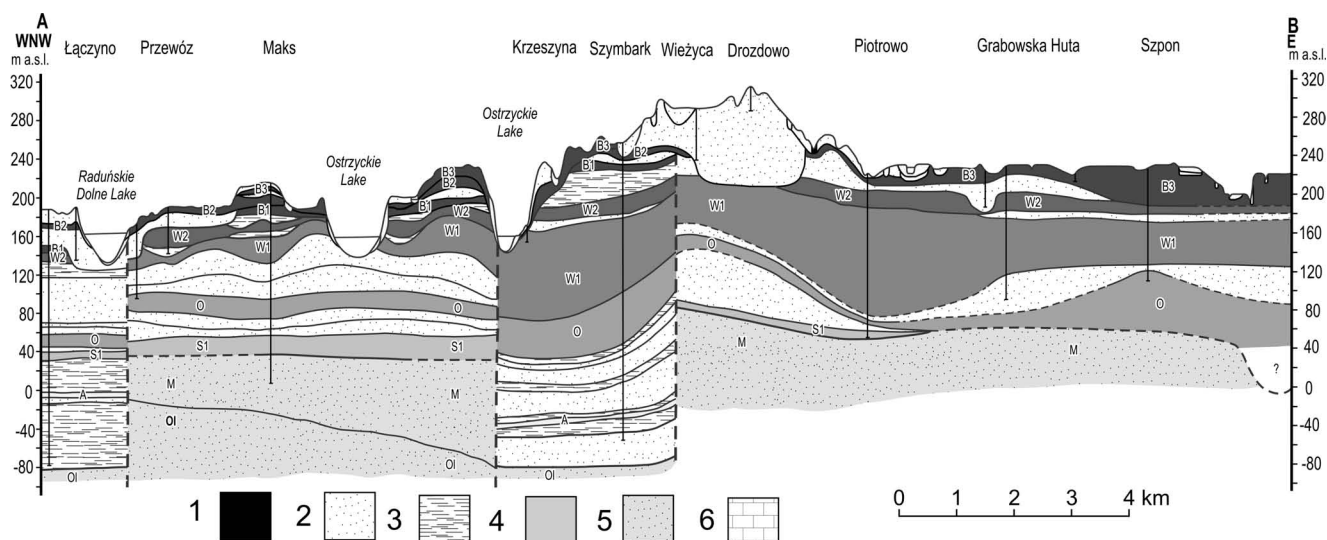 A
WNW
m a.s.l.
Łączyno
Przewóz
Maks
Krzeszyna
Szymbark
Wieżyca
Drozdowo
Piotrowo
Grabowska Huta
Szpon
B
E
m a.s.l.
320
280
240
200
160
120
80
40
0
-40
-80
320
280
240
200
160
120
80
40
0
-40
-80
Raduńskie
Dolne Lake
Ostrzyckie
Lake
Ostrzyckie
Lake
B2
B1
W2
O
S1
A
Ol
B2
W2
B3
B1
W1
O
S1
M
Ol
B3
B2
B1
W2
W1
O
S1
M
Ol
B3
B2
B1
W2
W1
O
A
Ol
W1
O
M
W2
S1
B3
W2
M
B3
W1
O
?
1
2
3
4
5
6
0 1 2 3 4 km